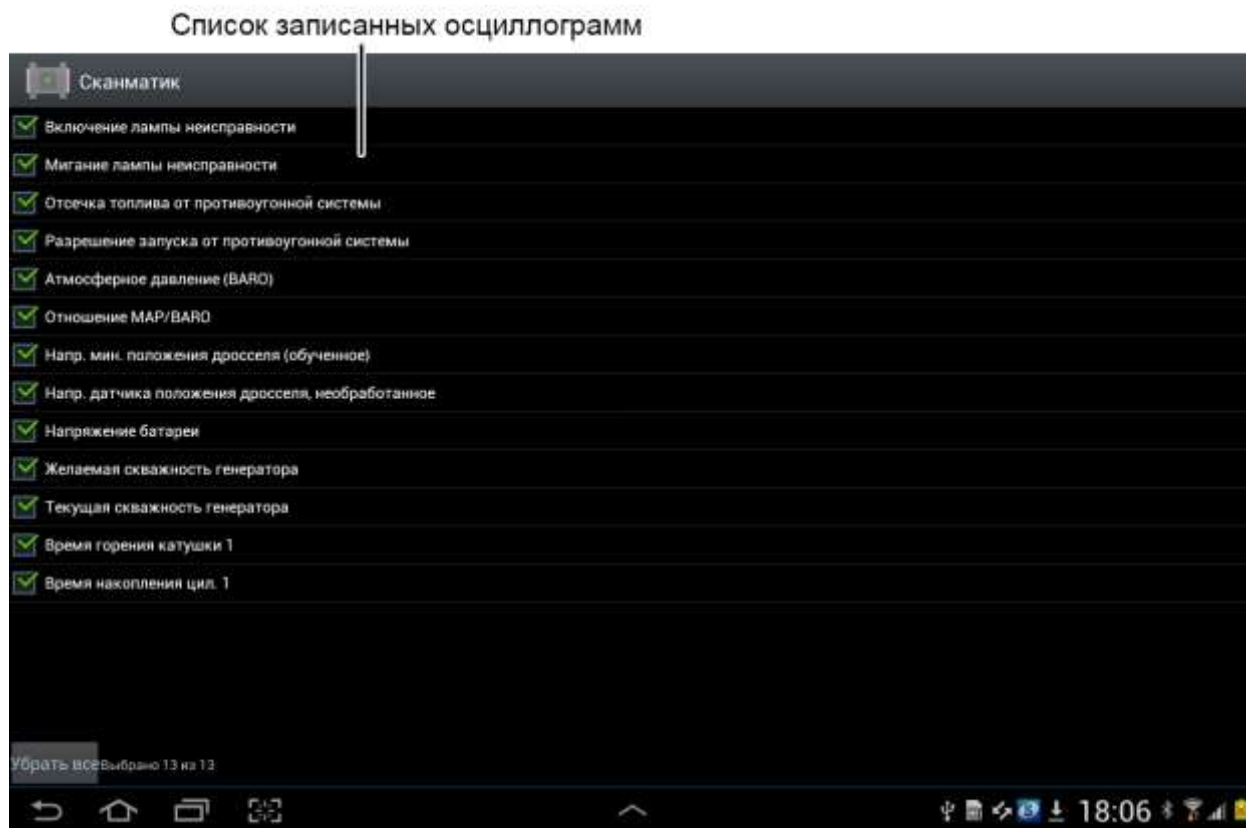 Список записанных осциллограмм
Сканматик
Включение лампы неисправности
Мигание лампы неисправности
Отсечка топлива от противоугонной системы
Разрешение запуска от противоугонной системы
Атмосферное давление (BARO)
Отношение MAP/BARO
Напр. мин. положения дросселя (обученное)
Напр. датчика положения дросселя, необработанное
Напряжение батареи
Желаемая скважность генератора
Текущая скважность генератора
Время горения катушки 1
Время накопления цил. 1
Убрать все Выбрано 13 из 13
18:06